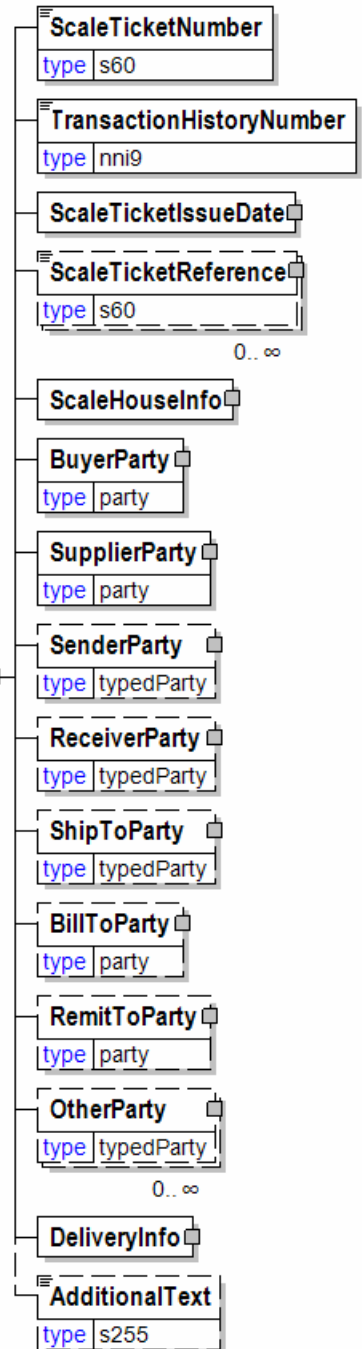 ScaleTicketNumber
type s60
TransactionHistoryNumber
type nni9
ScaleTicketIssueDate
ScaleTicketReference
type s60
0.. ∞
ScaleHouseInfo
BuyerParty
type party
SupplierParty
type party
SenderParty
type typedParty
ReceiverParty
type typedParty
ShipToParty
type typedParty
BillToParty
type party
RemitToParty
type party
OtherParty
type typedParty
0.. ∞
DeliveryInfo
AdditionalText
type s255